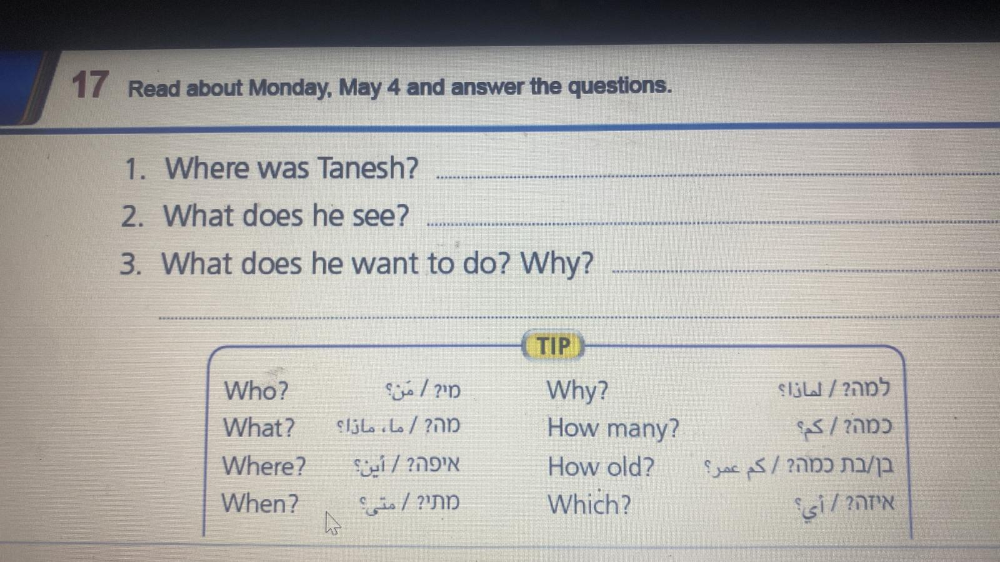 17 Read about Monday, May 4 and answer the questions.
1. Where was Tanesh?
2. What does he see?
3. What does he want to do? Why?
TIP
Who? מי? / مَن؟ Why? למה? / لماذا؟
What? מה? / ما، ماذا؟ How many? כמה? / كم؟
Where? איפה? / أين؟ How old? בן/בת כמה? / كم عمر؟
When? מתי? / متى؟ Which? איזה? / أي؟